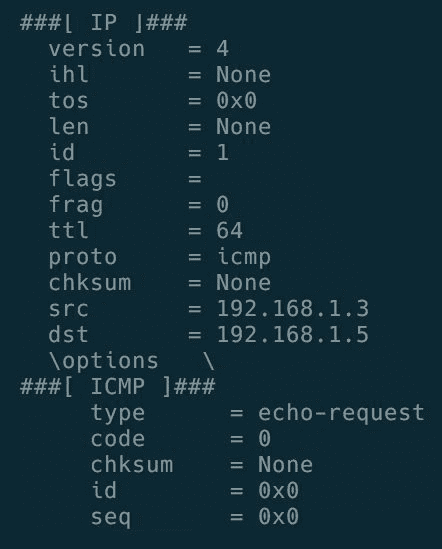 ###[ IP ]###
  version   = 4
  ihl       = None
  tos       = 0x0
  len       = None
  id        = 1
  flags     =
  frag      = 0
  ttl       = 64
  proto     = icmp
  chksum    = None
  src       = 192.168.1.3
  dst       = 192.168.1.5
  \options   \
###[ ICMP ]###
     type      = echo-request
     code      = 0
     chksum    = None
     id        = 0x0
     seq       = 0x0